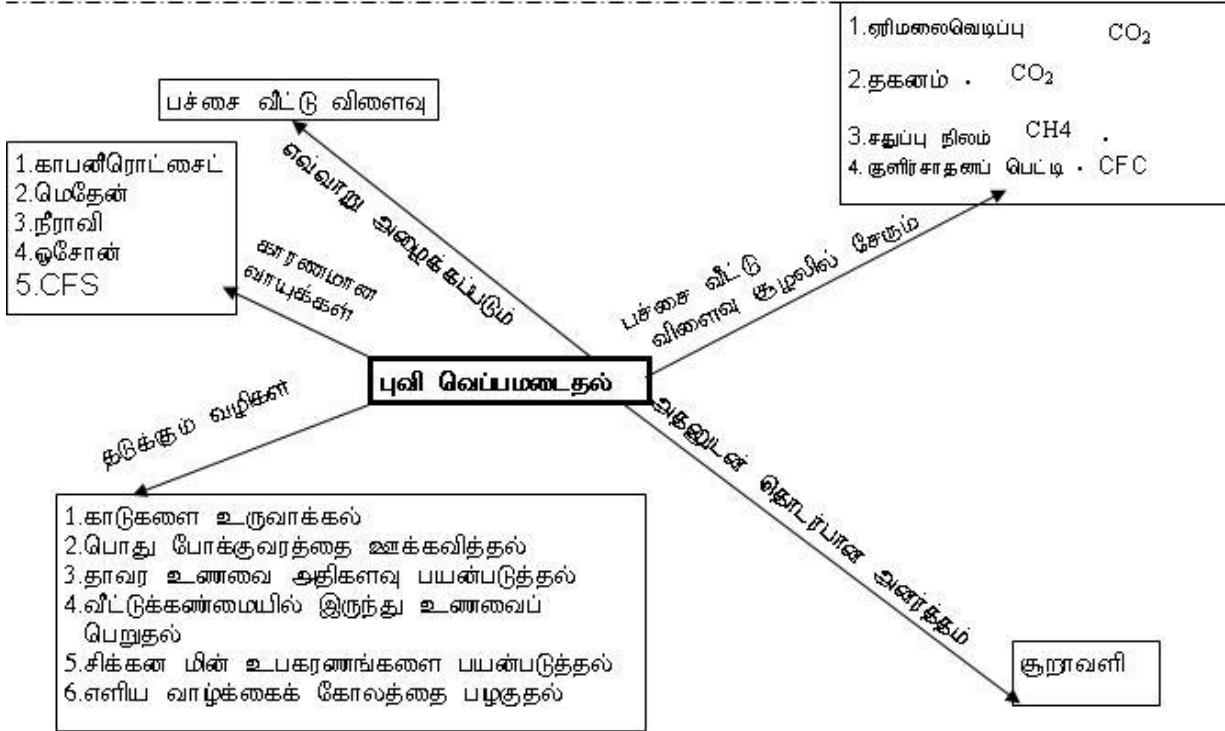 1.ஏரிமலைவெடிப்பு CO₂
2.தகனம் . CO₂
3.சதுப்பு நிலம் CH4 .
4.குளிர்சாதனப் பெட்டி . CFC
பச்சை வீட்டு விளைவு
1.காபனீரொட்சைட்
2.மெதேன்
3.நீராவி
4.ஓசோன்
5.CFS
எவ்வாறு அழைக்கப்படும்
காரணமான
வாயுக்கள்
பச்சை வீட்டு
விளைவு சூழலில் சேரும்
புவி வெப்பமடைதல்
தடுக்கும் வழிகள்
அதனுடன் தொடர்பான அனர்த்தம்
1.காடுகளை உருவாக்கல்
2.பொது போக்குவரத்தை ஊக்கவித்தல்
3.தாவர உணவை அதிகளவு பயன்படுத்தல்
4.வீட்டுக்கண்மையில் இருந்து உணவைப்
பெறுதல்
5.சிக்கன மின் உபகரணங்களை பயன்படுத்தல்
6.எளிய வாழ்க்கைக் கோலத்தை பழகுதல்
சூறாவளி